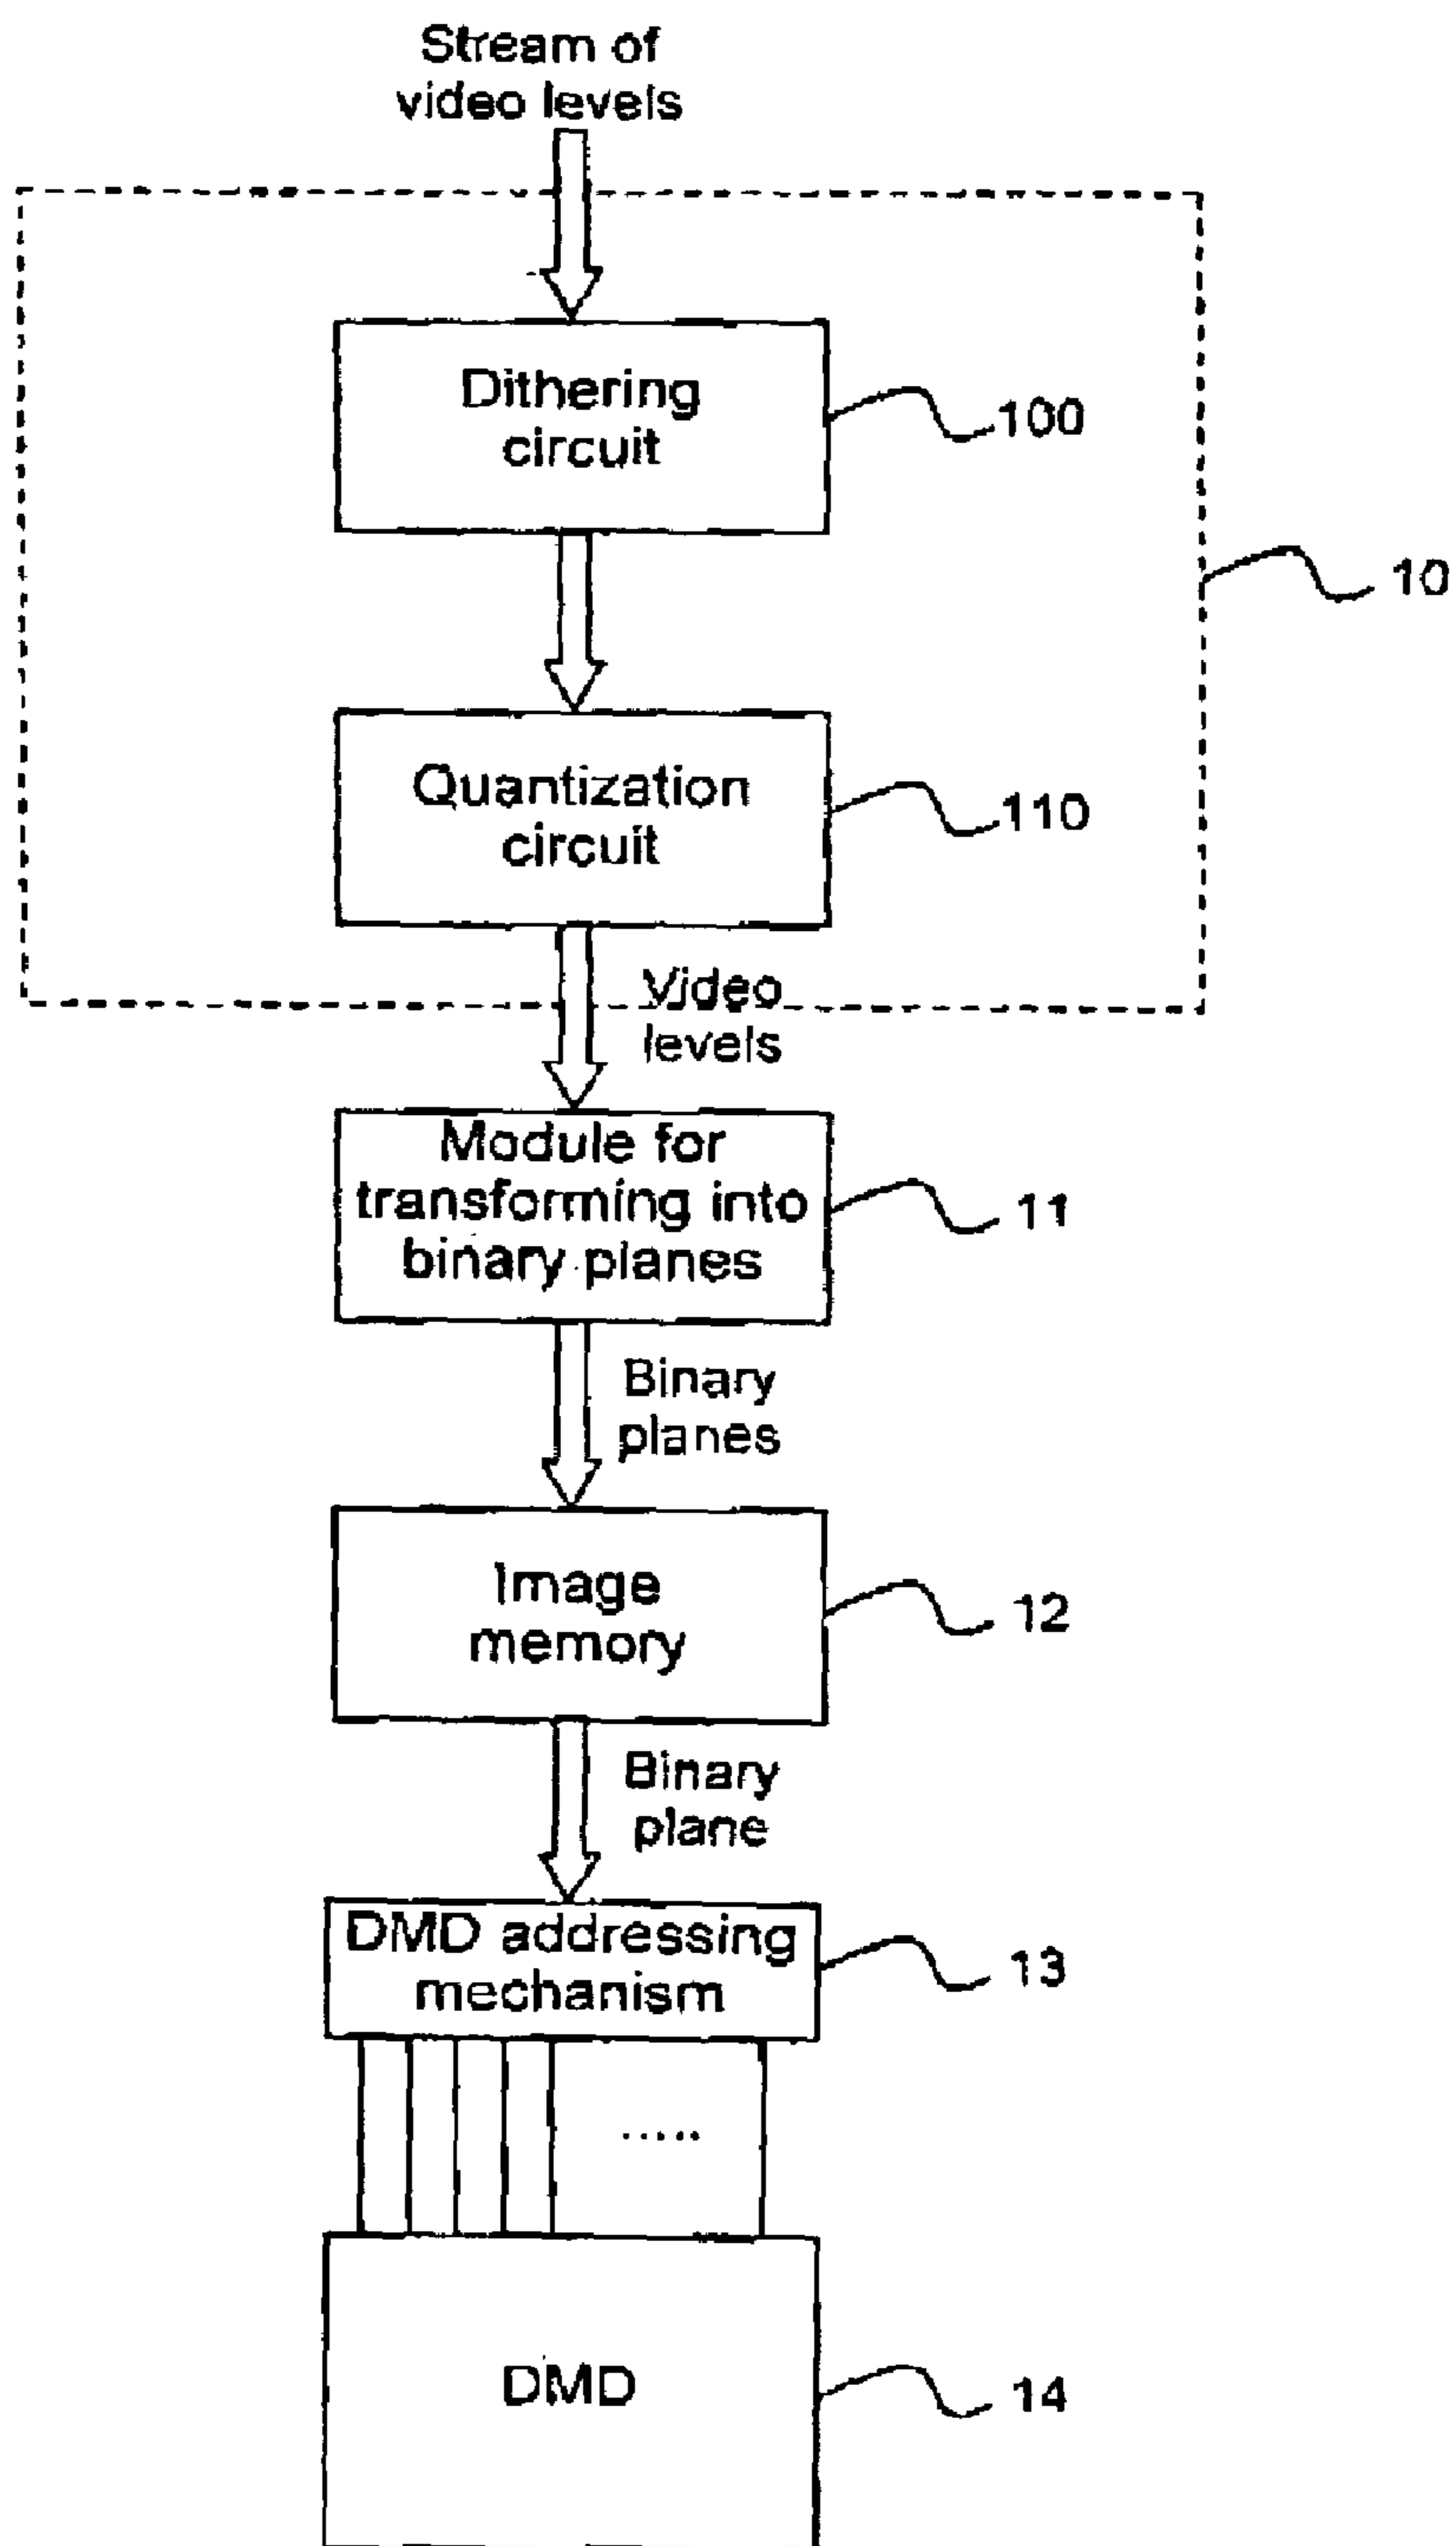 Stream of
video levels
Dithering
circuit
100
10
Quantization
circuit
110
Video
levels
Module for
transforming into
binary planes
11
Binary
planes
Image
memory
12
Binary
plane
DMD addressing
mechanism
13
.....
DMD
14